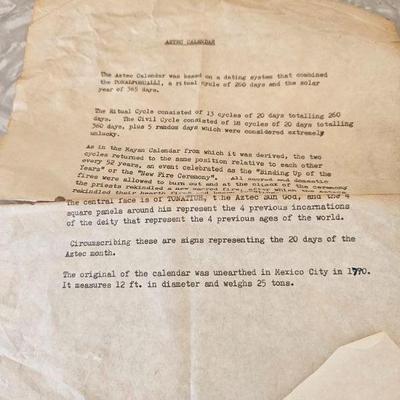 AZTEC CALENDAR
The Aztec Calendar was based on a dating system that combined
the TONALPOHUALLI, a ritual cycle of 260 days and the solar
year of 365 days.
The Ritual Cycle consisted of 13 cycles of 20 days totalling 260
days. The Civil Cycle consisted of 18 cycles of 20 days totalling
360 days, plus 5 random days which were considered extremely
unlucky.
As in the Mayan Calendar from which it was derived, the two
cycles returned to the same position relative to each other
every 52 years, an event celebrated as the "Binding Up of the
Years" or the "New Fire Ceremony". All sacred and domestic
fires were allowed to burn out and at the climax of the ceremony
the priests rekindled a new sacred fire, after which the
rekindled their
The central face is of TONATIUH, t the Aztec Sun God, and the 4
square panels around him represent the 4 previous incarnations
of the deity that represent the 4 previous ages of the world.
Circumscribing these are signs representing the 20 days of the
Aztec month.
The original of the calendar was unearthed in Mexico City in 1790.
It measures 12 ft. in diameter and weighs 25 tons.